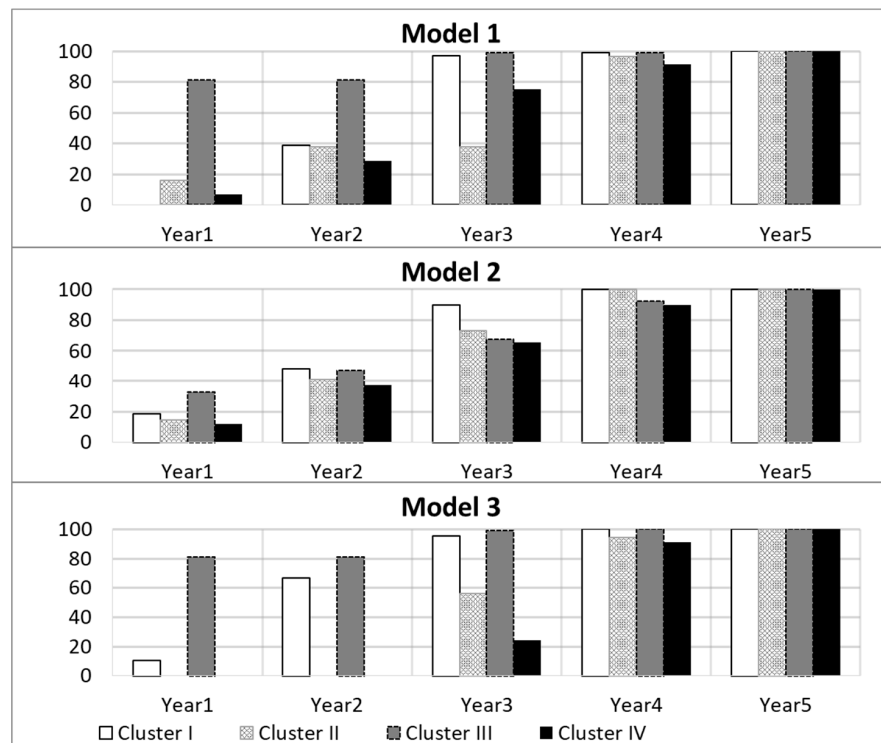 Model 1
100
80
60
40
20
0
Year1 Year2 Year3 Year4 Year5
Model 2
100
80
60
40
20
0
Year1 Year2 Year3 Year4 Year5
Model 3
100
80
60
40
20
0
Year1 Year2 Year3 Year4 Year5
Cluster I Cluster II Cluster III Cluster IV